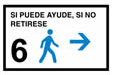 SI PUEDE AYUDE, SI NO
RETIRESE
6